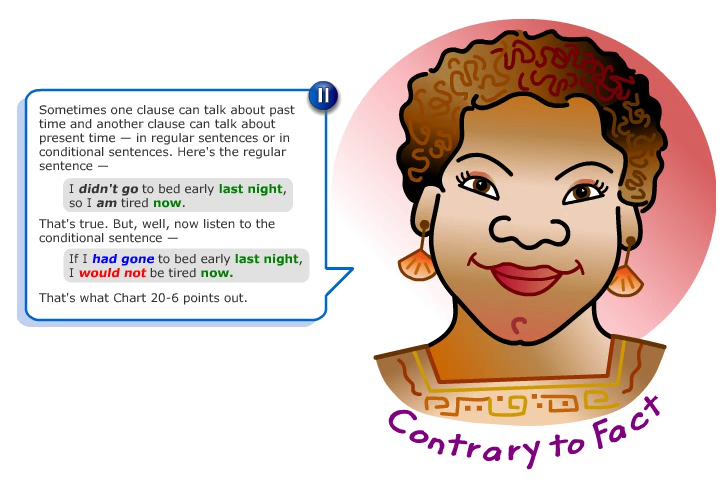 Sometimes one clause can talk about past
time and another clause can talk about
present time — in regular sentences or in
conditional sentences. Here's the regular
sentence —
I didn't go to bed early last night,
so I am tired now.
That's true. But, well, now listen to the
conditional sentence —
If I had gone to bed early last night,
I would not be tired now.
That's what Chart 20-6 points out.
Contrary to Fact